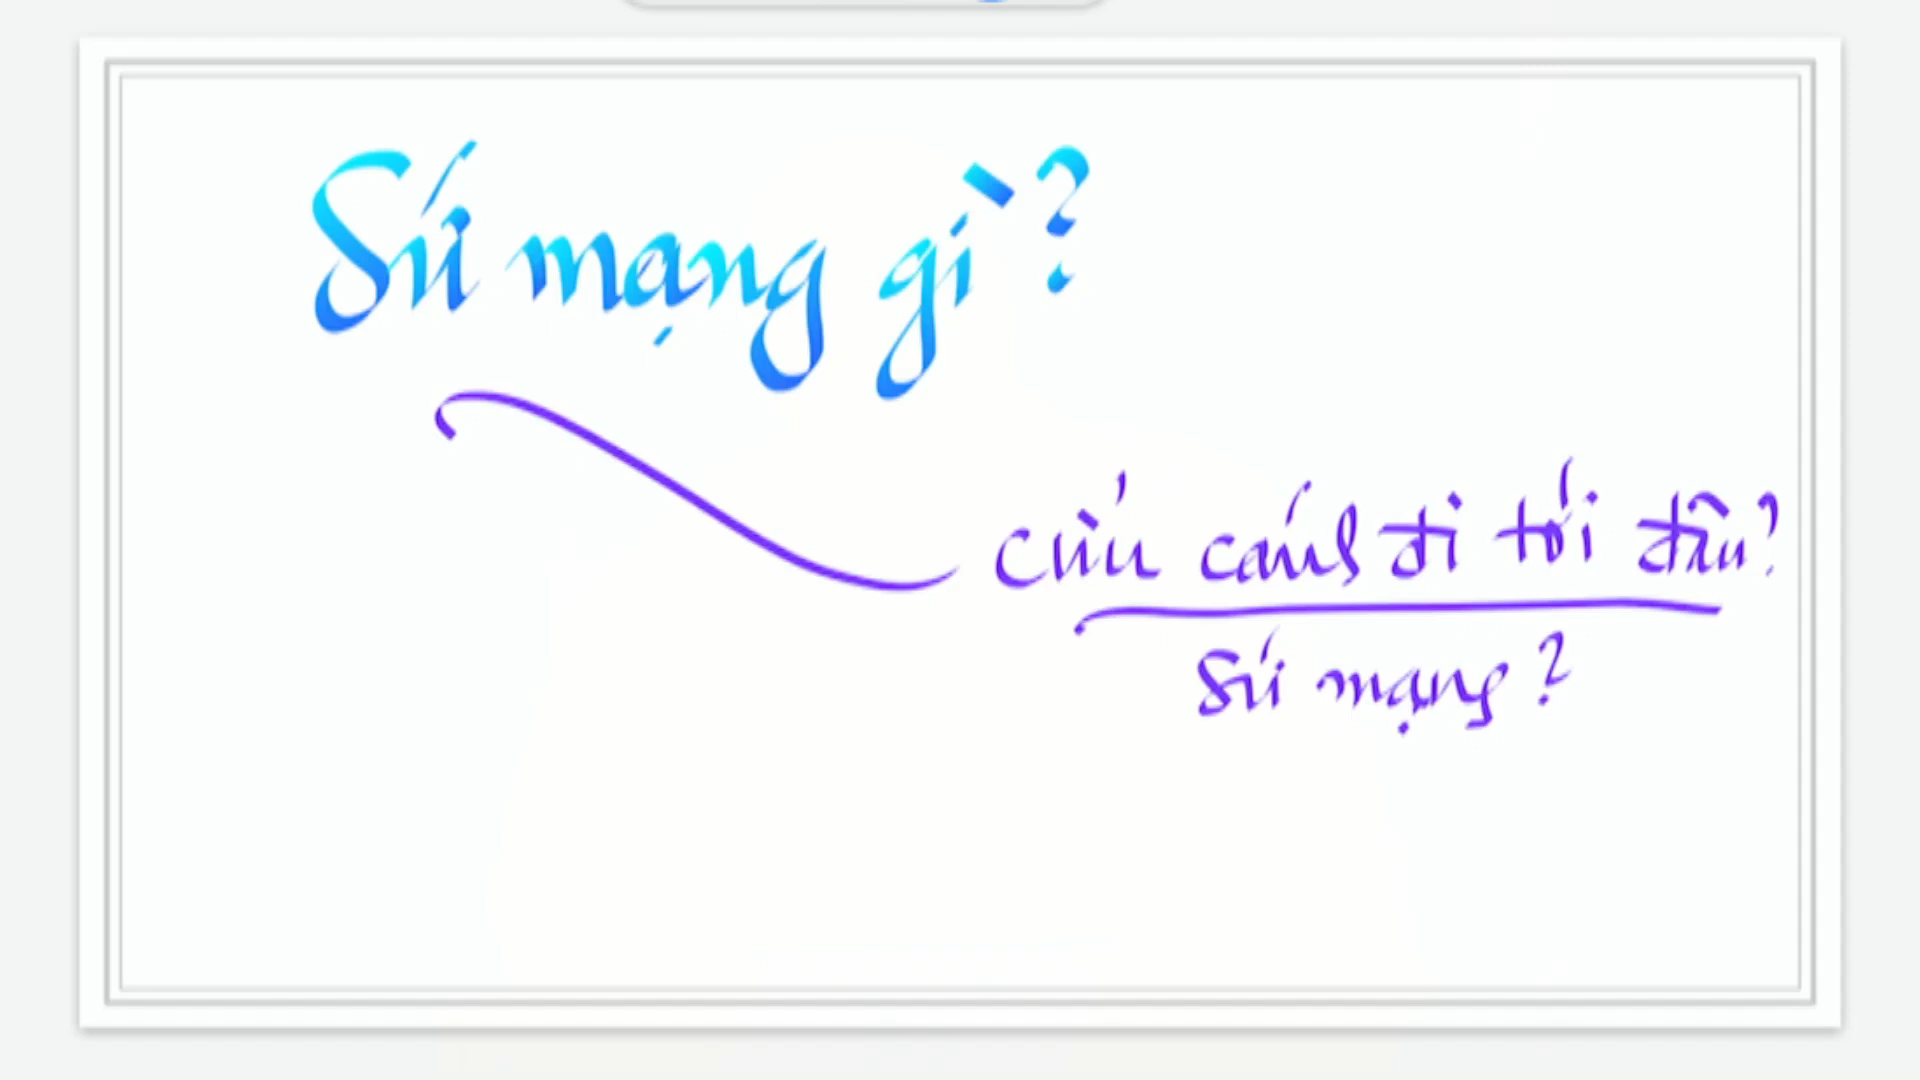 Sứ mạng gì?
Cứu cánh đi tới đâu?
Sứ mạng?